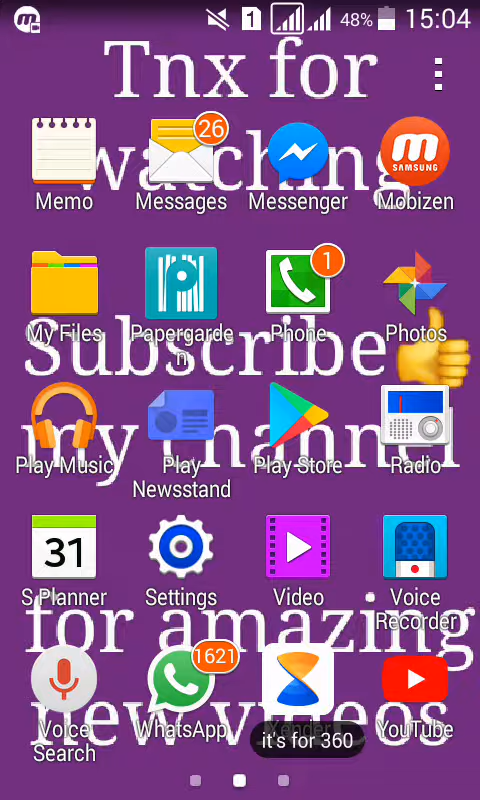 1 48% 15:04
Tnx for
watching
26
Memo Messages Messenger Mobizen
SAMSUNG
1
My Files Papergarden Phone Photos
Subscribe
my channel
Play Music Play Newsstand Play Store Radio
31
S Planner Settings Video Voice Recorder
for amazing
new videos
1621
Voice Search WhatsApp Xender YouTube
it's for 360